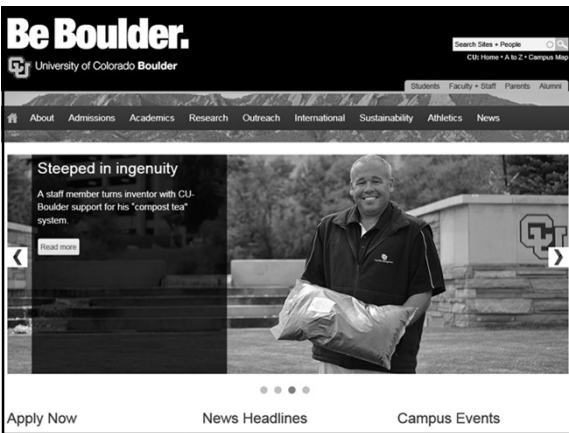 Be Boulder.
University of Colorado Boulder
Search Sites + People
CU: Home • A to Z • Campus Map
Students Faculty + Staff Parents Alumni
About Admissions Academics Research Outreach International Sustainability Athletics News
Steeped in ingenuity
A staff member turns inventor with CU-
Boulder support for his "compost tea"
system.
Read more
CU
Apply Now News Headlines Campus Events